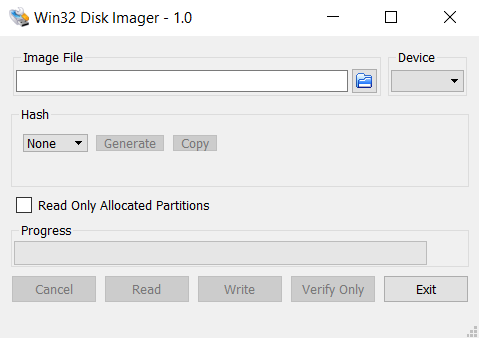 Win32 Disk Imager - 1.0
Image File
Device
Hash
None
Generate
Copy
Read Only Allocated Partitions
Progress
Cancel
Read
Write
Verify Only
Exit